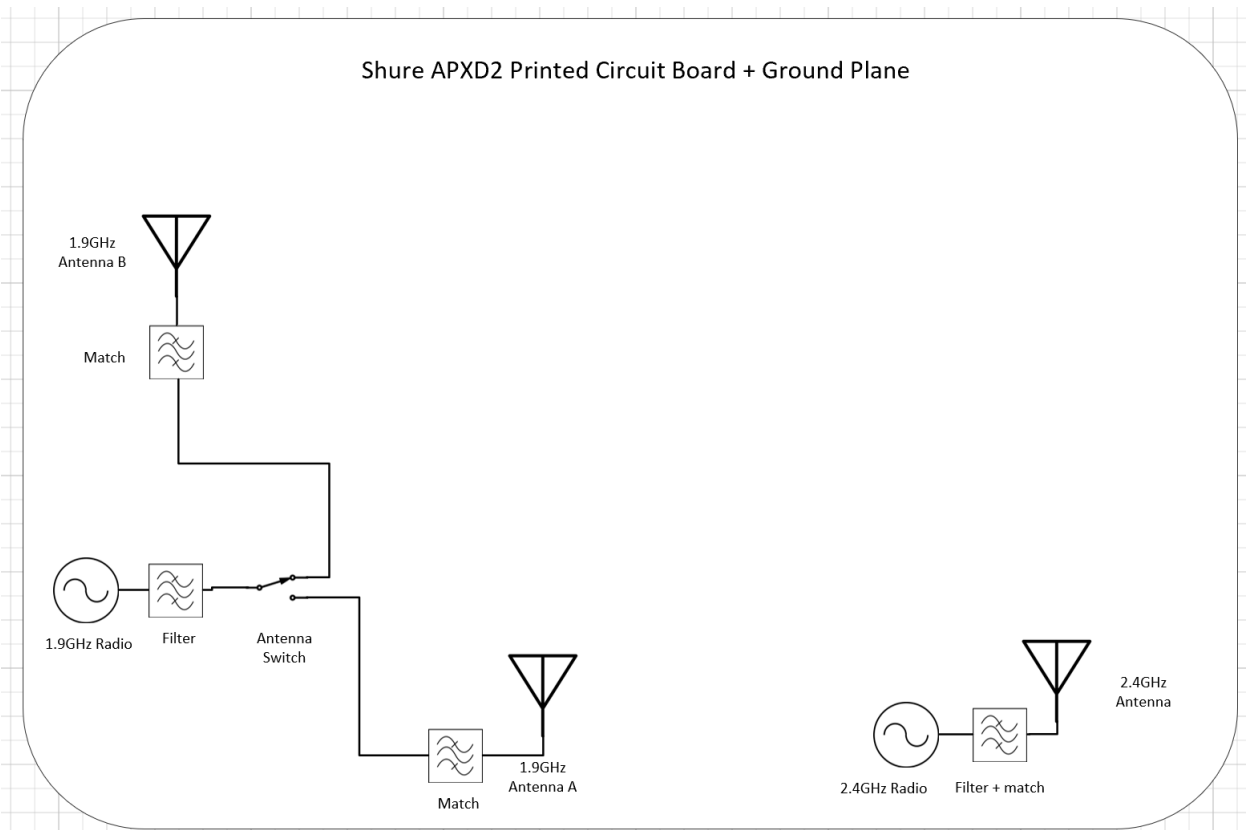 Shure APXD2 Printed Circuit Board + Ground Plane
1.9GHz
Antenna B
Match
1.9GHz Radio
Filter
Antenna
Switch
1.9GHz
Antenna A
Match
2.4GHz
Antenna
2.4GHz Radio
Filter + match